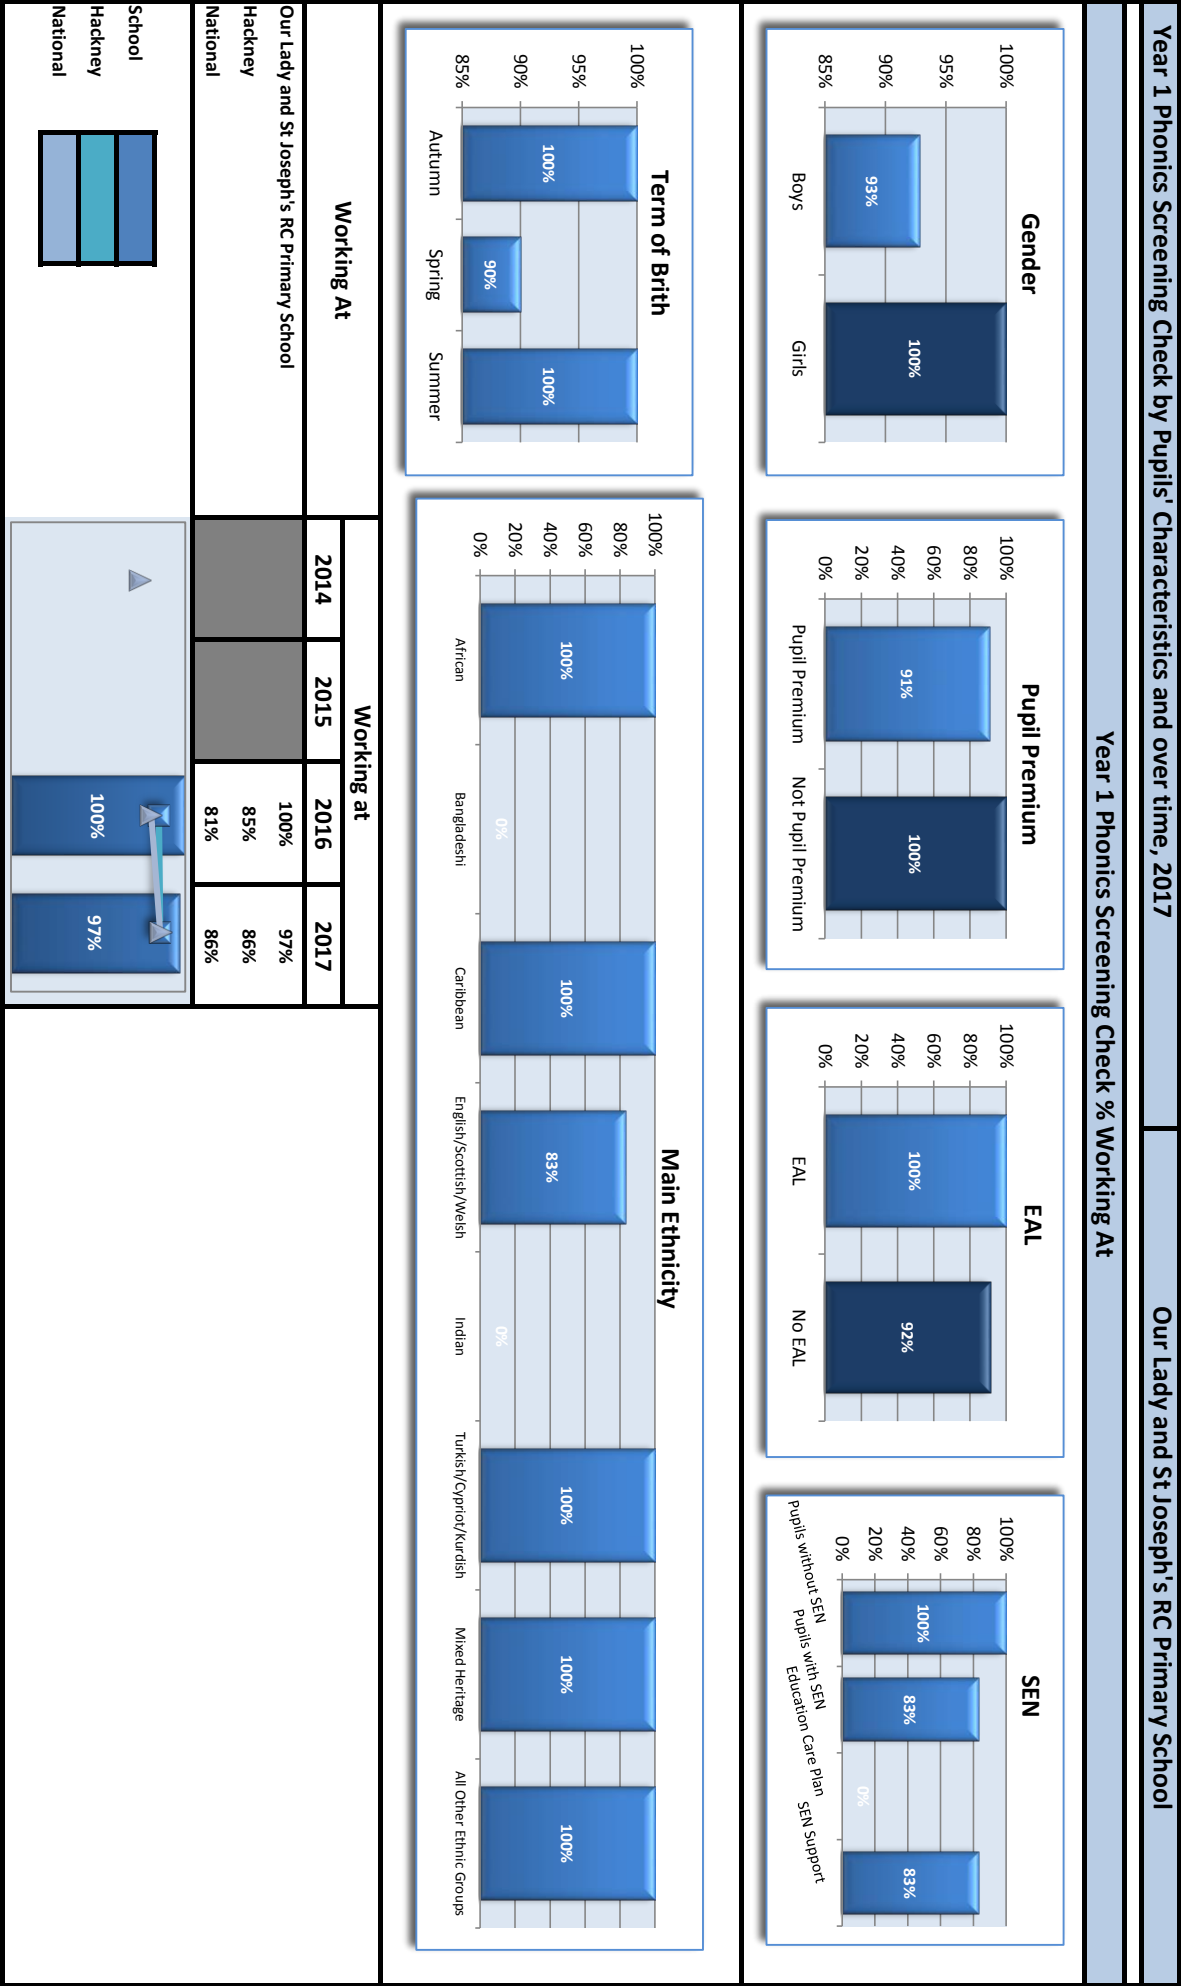 Year 1 Phonics Screening Check by Pupils' Characteristics and over time, 2017
Our Lady and St Joseph's RC Primary School
Year 1 Phonics Screening Check % Working At
Gender
100%
95%
90%
85%
93%
100%
Boys
Girls
Pupil Premium
100%
80%
60%
40%
20%
0%
91%
100%
Pupil Premium
Not Pupil Premium
EAL
100%
80%
60%
40%
20%
0%
100%
92%
EAL
No EAL
SEN
100%
80%
60%
40%
20%
0%
100%
83%
0%
83%
Pupils without SEN
Pupils with SEN
Education Care Plan
SEN Support
Term of Brith
100%
95%
90%
85%
100%
90%
100%
Autumn
Spring
Summer
Main Ethnicity
100%
80%
60%
40%
20%
0%
100%
0%
100%
83%
0%
100%
100%
100%
African
Bangladeshi
Caribbean
English/Scottish/Welsh
Indian
Turkish/Cypriot/Kurdish
Mixed Heritage
All Other Ethnic Groups
Working At
Working at
2014 2015 2016 2017
Our Lady and St Joseph's RC Primary School 100% 97%
Hackney 85% 86%
National 81% 86%
School
Hackney
National
100%
97%